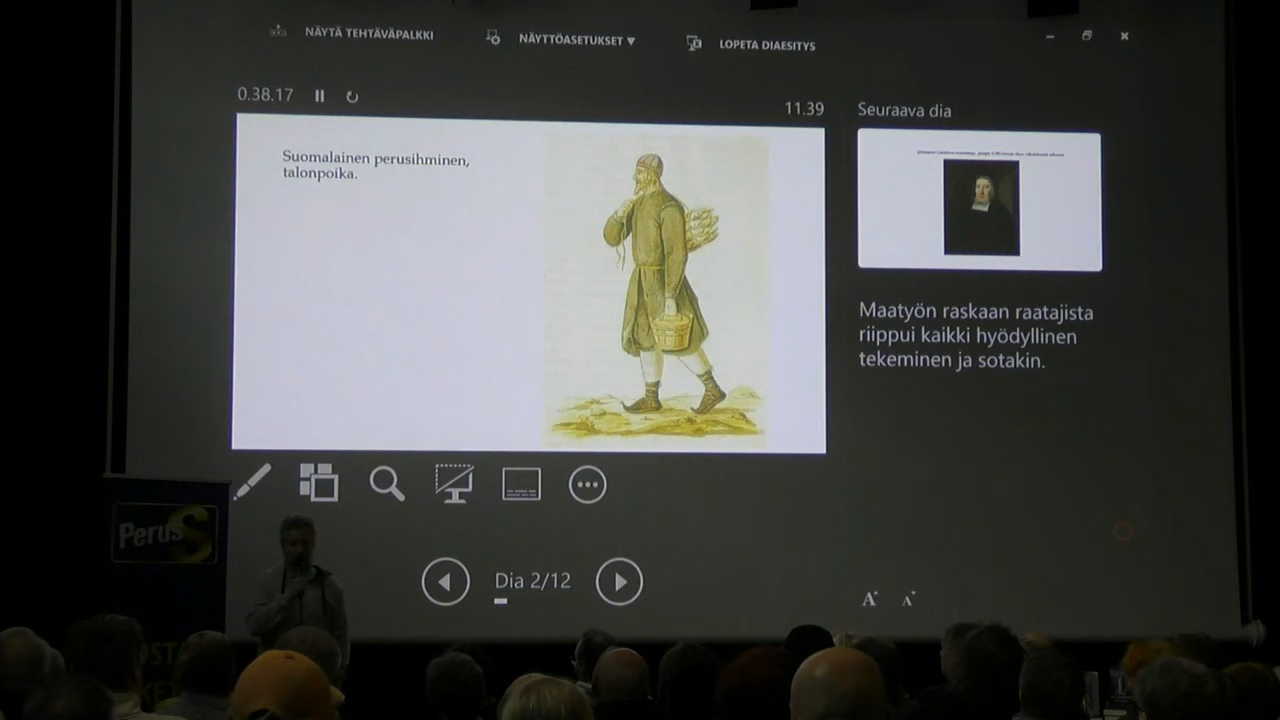 NÄYTÄ TEHTÄVÄPALKKI
NÄYTTÖASETUKSET ▼
LOPETA DIAESITYS
0.38.17
11.39
Seuraava dia
Suomalainen perusihminen,
talonpoika.
Maatyön raskaan raatajista
riippui kaikki hyödyllinen
tekeminen ja sotakin.
PerusS
Dia 2/12
A A